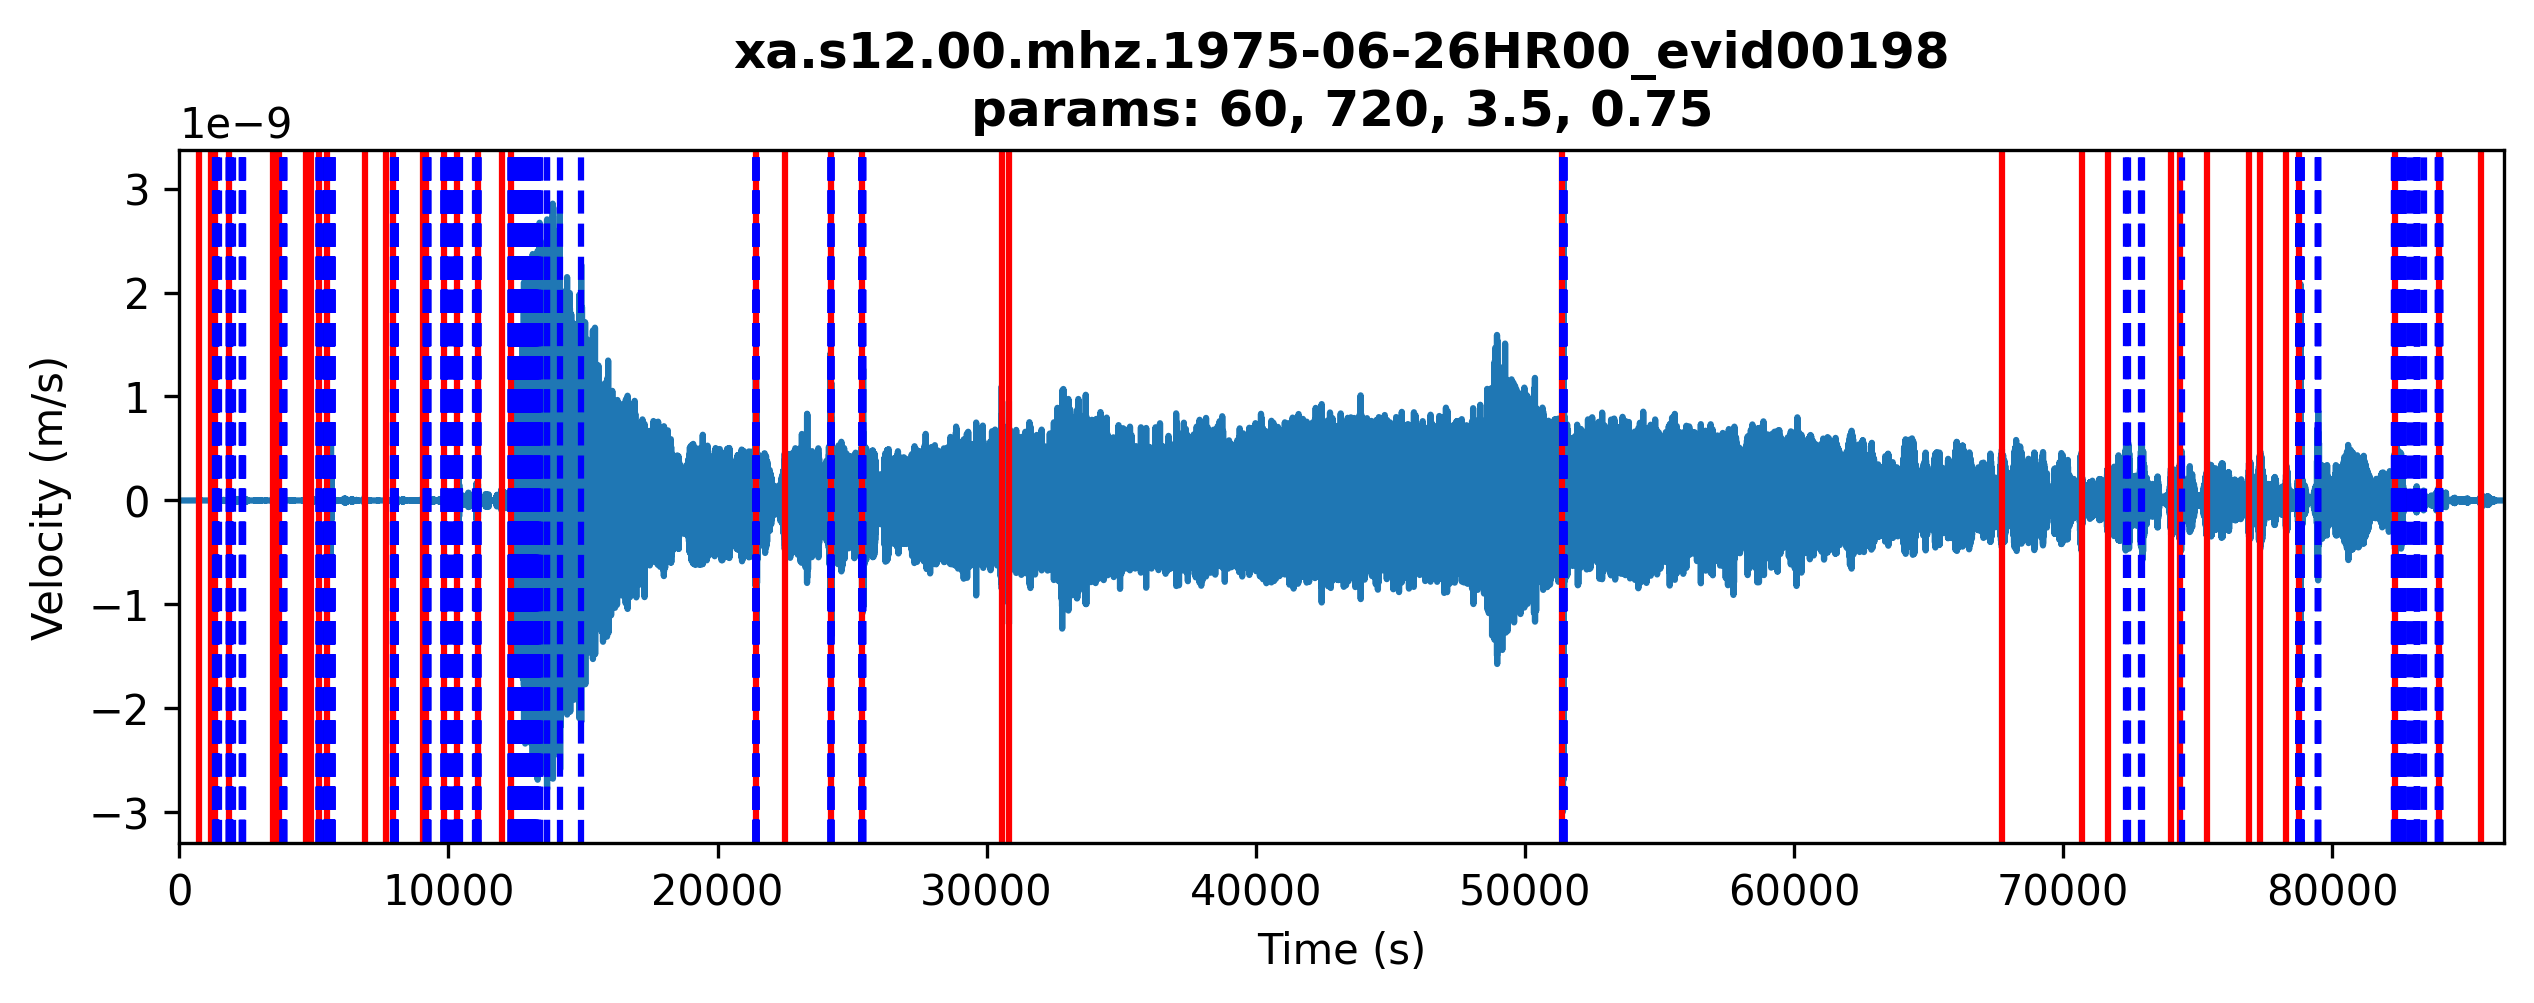 xa.s12.00.mhz.1975-06-26HR00_evid00198
params: 60, 720, 3.5, 0.75
1e−9
3
2
1
0
−1
−2
−3
Velocity (m/s)
0 10000 20000 30000 40000 50000 60000 70000 80000
Time (s)